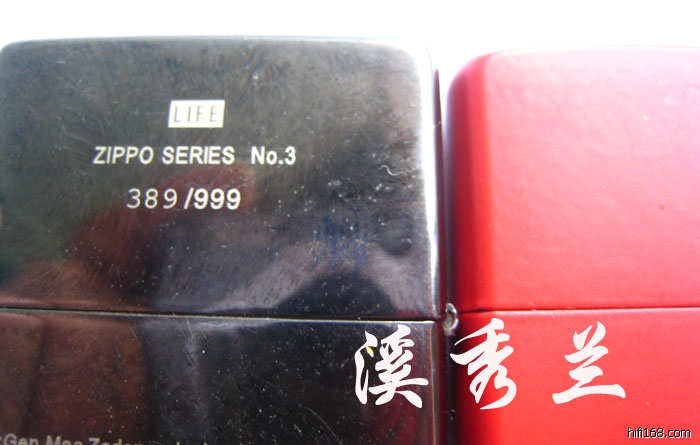 LIFE
ZIPPO SERIES No.3
389/999
溪秀兰
hifi168.com